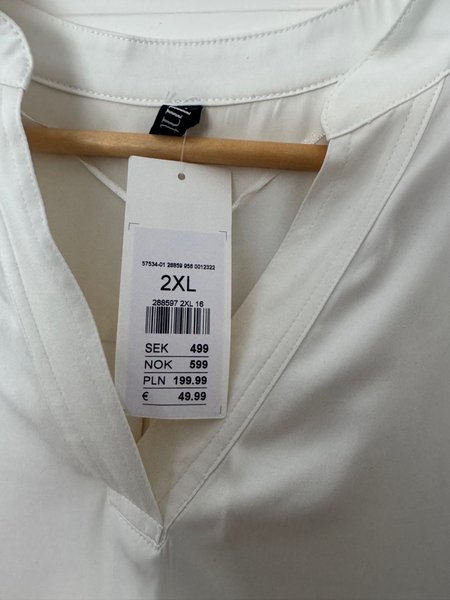 57534-01 28859 956 0012322
2XL
288597 2XL 16
SEK 499
NOK 599
PLN 199.99
€ 49.99